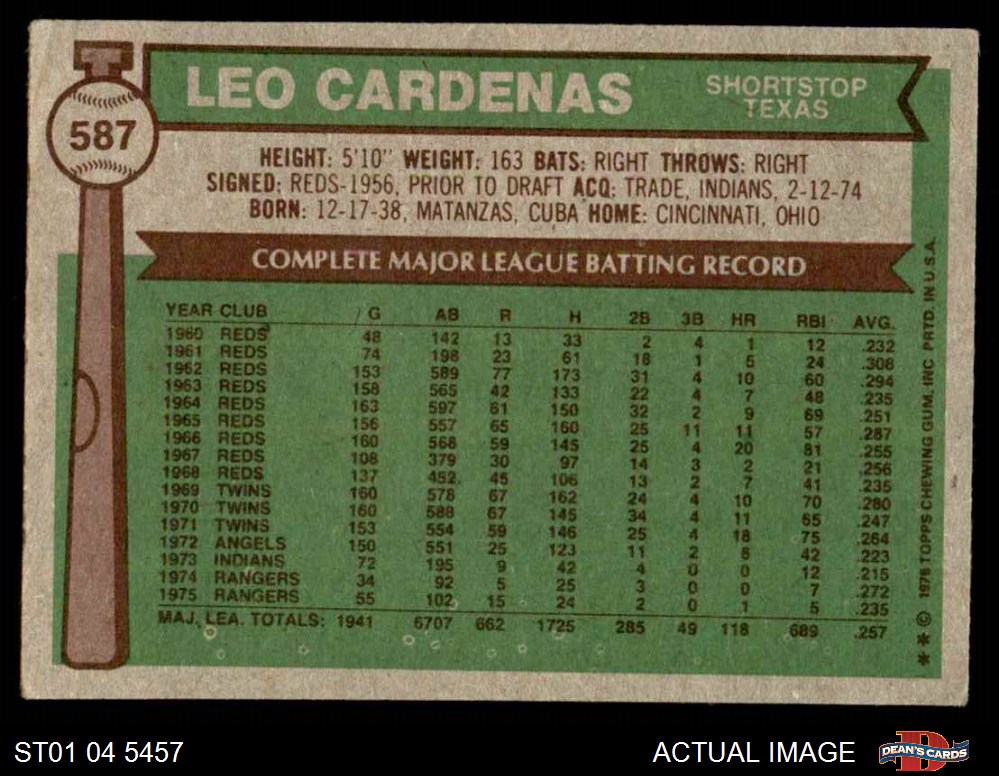 LEO CARDENAS
SHORTSTOP
TEXAS
587
HEIGHT: 5'10" WEIGHT: 163 BATS: RIGHT THROWS: RIGHT
SIGNED: REDS-1956, PRIOR TO DRAFT ACQ: TRADE, INDIANS, 2-12-74
BORN: 12-17-38, MATANZAS, CUBA HOME: CINCINNATI, OHIO
COMPLETE MAJOR LEAGUE BATTING RECORD
YEAR CLUB G AB R H 2B 3B HR RBI AVG.
1960 REDS 48 142 13 33 2 4 1 12 .232
1961 REDS 74 198 23 61 18 1 5 24 .308
1962 REDS 153 589 77 173 31 4 10 60 .294
1963 REDS 158 565 42 133 22 4 7 48 .235
1964 REDS 163 597 61 150 32 2 9 69 .251
1965 REDS 156 557 65 160 25 11 11 57 .287
1966 REDS 160 568 59 145 25 4 20 81 .255
1967 REDS 108 379 30 97 14 3 2 21 .256
1968 REDS 137 452 45 106 13 2 7 41 .235
1969 TWINS 160 578 67 162 24 4 10 70 .280
1970 TWINS 160 588 67 145 34 4 11 65 .247
1971 TWINS 153 554 59 146 25 4 18 75 .264
1972 ANGELS 150 551 25 123 11 2 6 42 .223
1973 INDIANS 72 195 9 42 4 0 0 12 .215
1974 RANGERS 34 92 5 25 3 0 0 7 .272
1975 RANGERS 55 102 15 24 2 0 1 5 .235
MAJ. LEA. TOTALS: 1941 6707 662 1725 285 49 118 689 .257
* * © 1976 TOPPS CHEWING GUM, INC. PRTD. IN U.S.A.
ST01 04 5457
ACTUAL IMAGE
D
DEAN'S CARDS